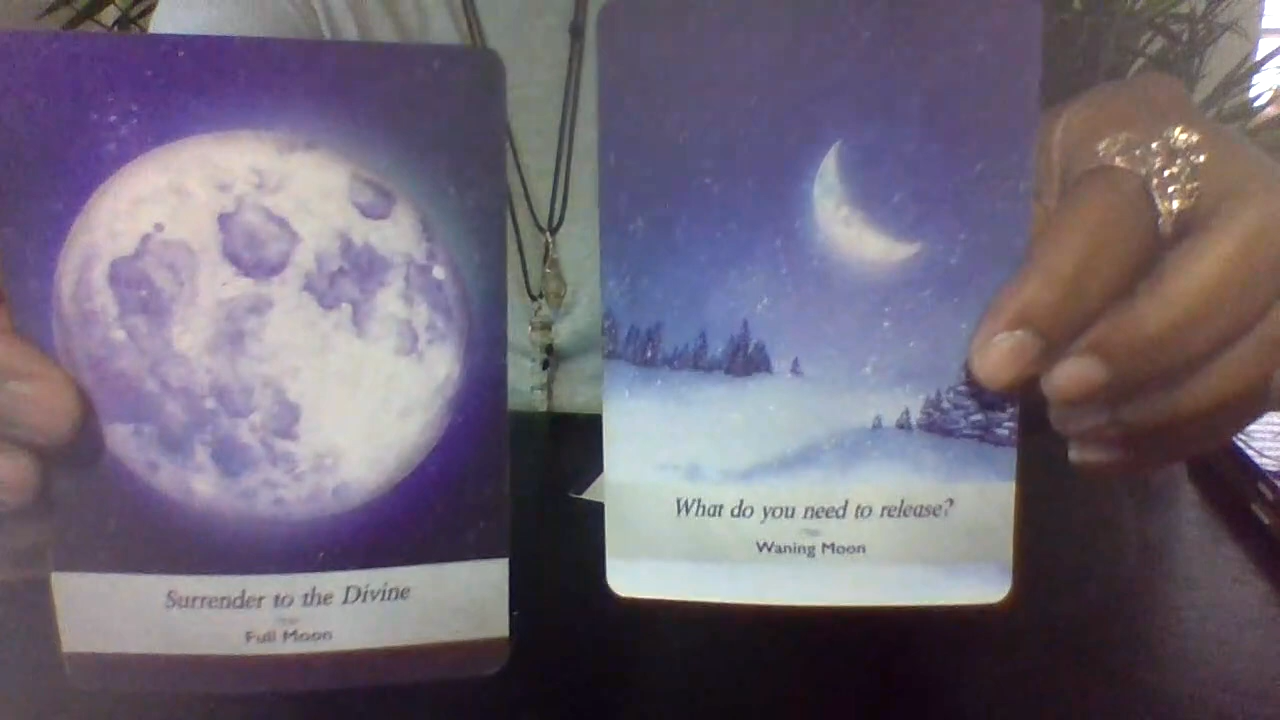 Surrender to the Divine
Full Moon
What do you need to release?
Waning Moon